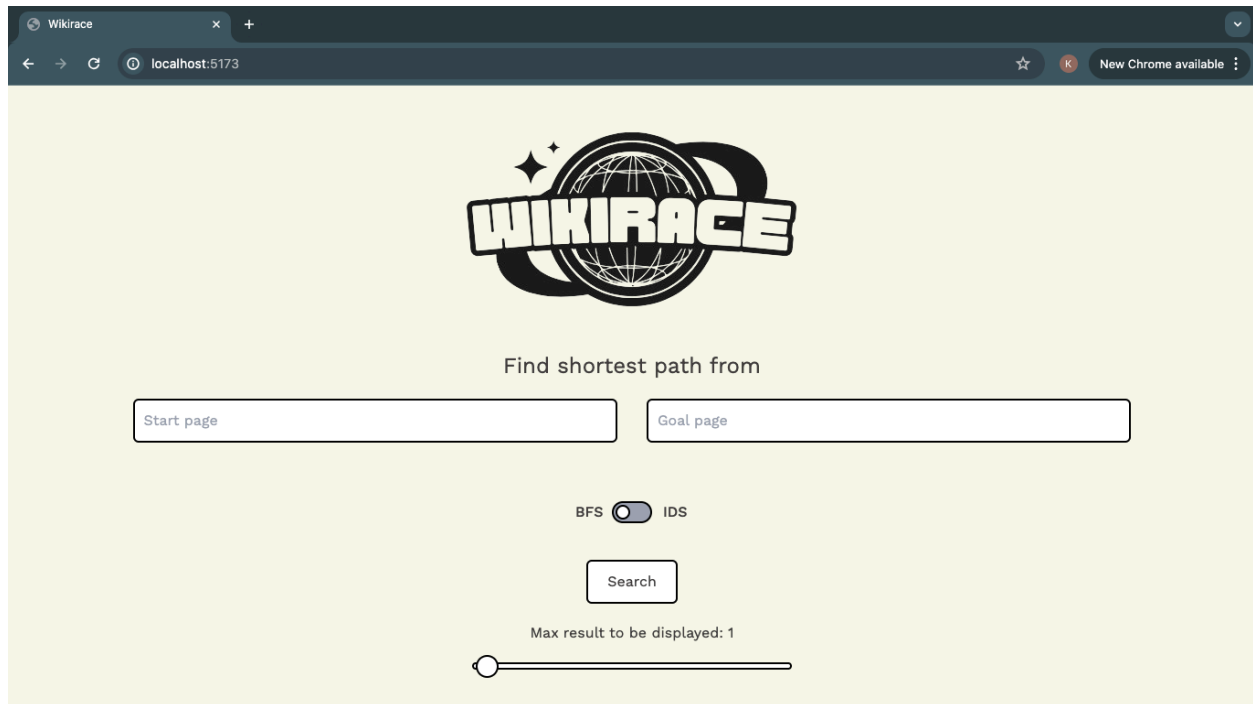 Wikirace
localhost:5173
K
New Chrome available
WIKIRACE
Find shortest path from
Start page
Goal page
BFS
IDS
Search
Max result to be displayed: 1